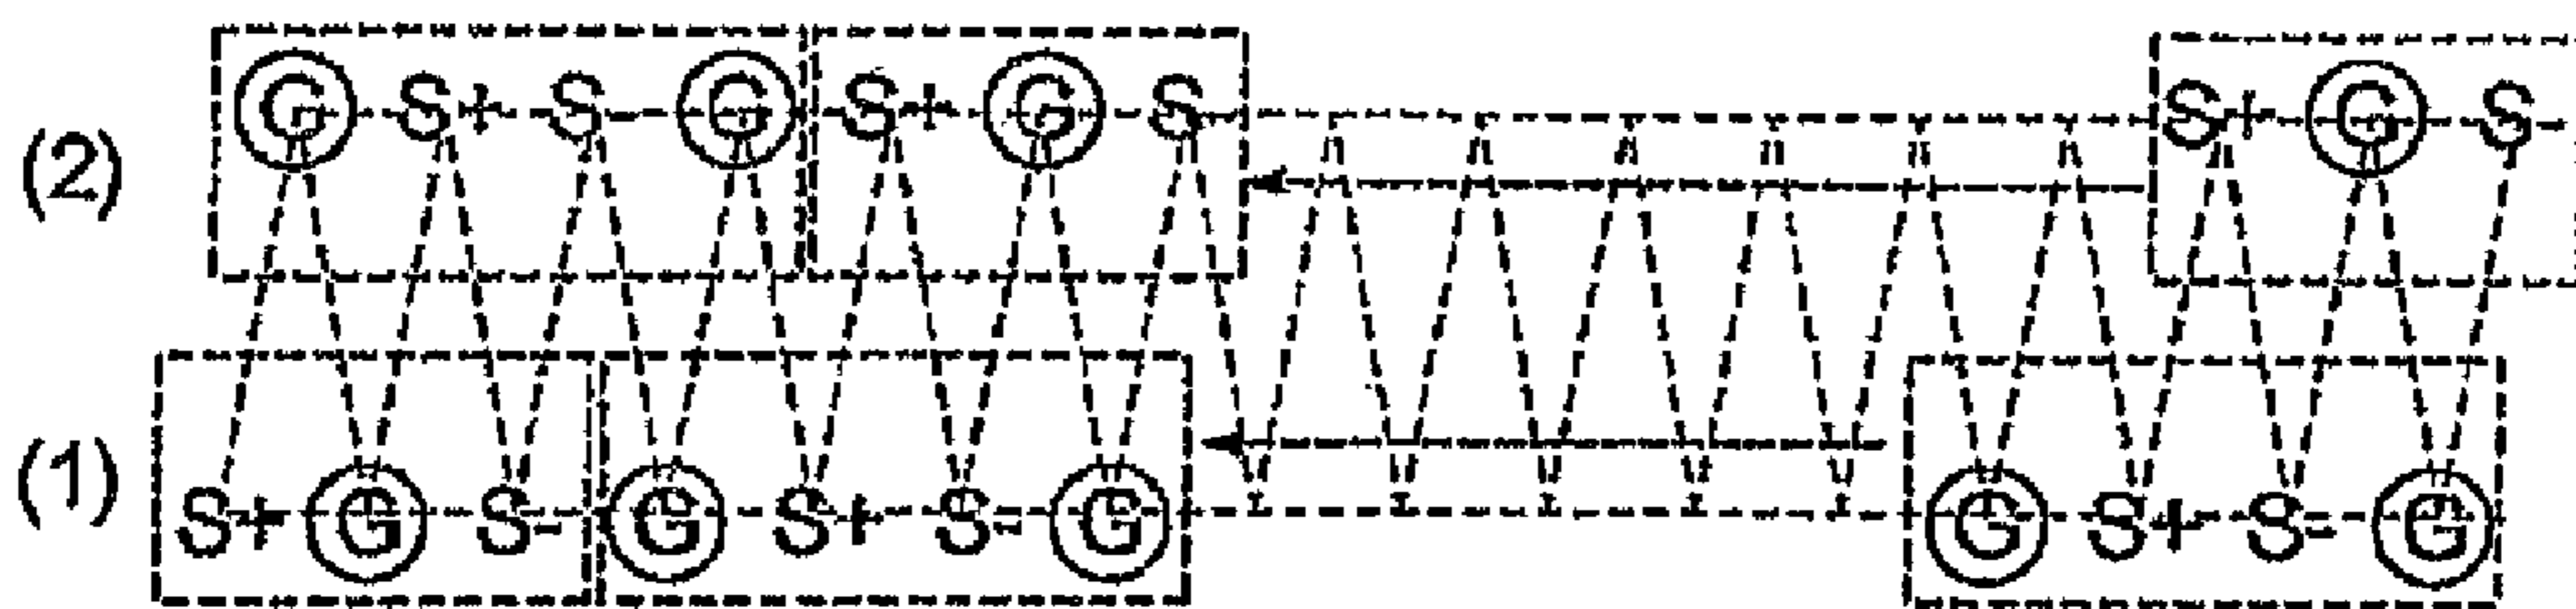 (2) G S+ S- G S+ G S- S+ G S-
(1) S+ G S- G S+ S- G G S+ S- G